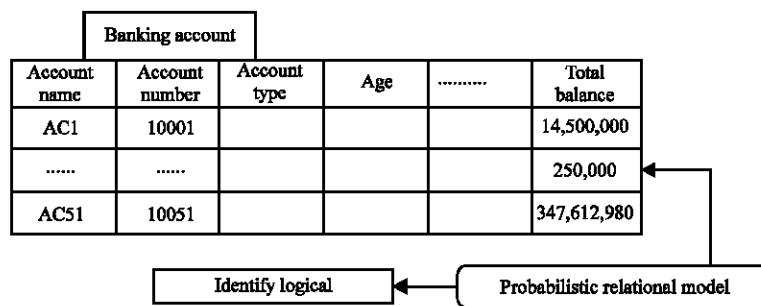 Banking account
Account name Account number Account type Age .......... Total balance
AC1 10001 14,500,000
...... ...... 250,000
AC51 10051 347,612,980
Identify logical Probabilistic relational model